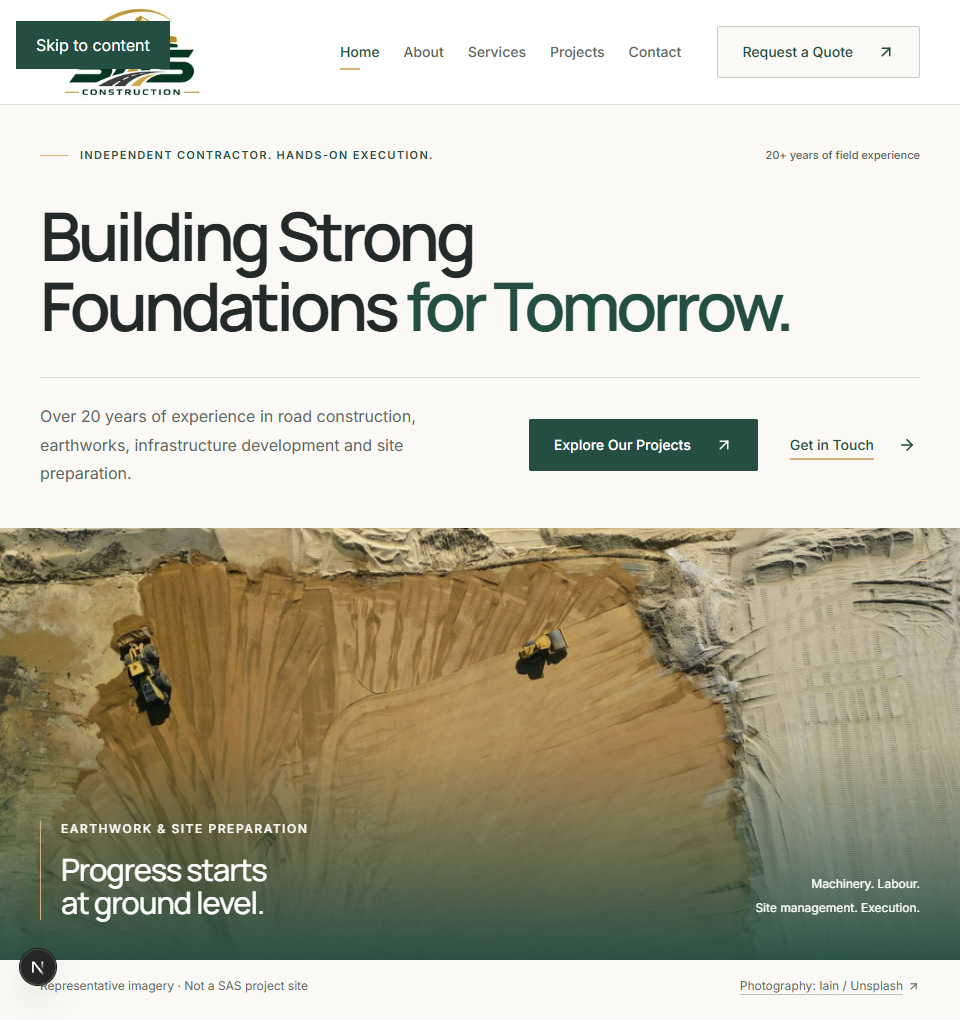 Skip to content
CONSTRUCTION
Home
About
Services
Projects
Contact
Request a Quote
INDEPENDENT CONTRACTOR. HANDS-ON EXECUTION.
20+ years of field experience
Building Strong
Foundations for Tomorrow.
Over 20 years of experience in road construction,
earthworks, infrastructure development and site
preparation.
Explore Our Projects
Get in Touch
EARTHWORK & SITE PREPARATION
Progress starts
at ground level.
Machinery. Labour.
Site management. Execution.
N
Representative imagery · Not a SAS project site
Photography: Iain / Unsplash